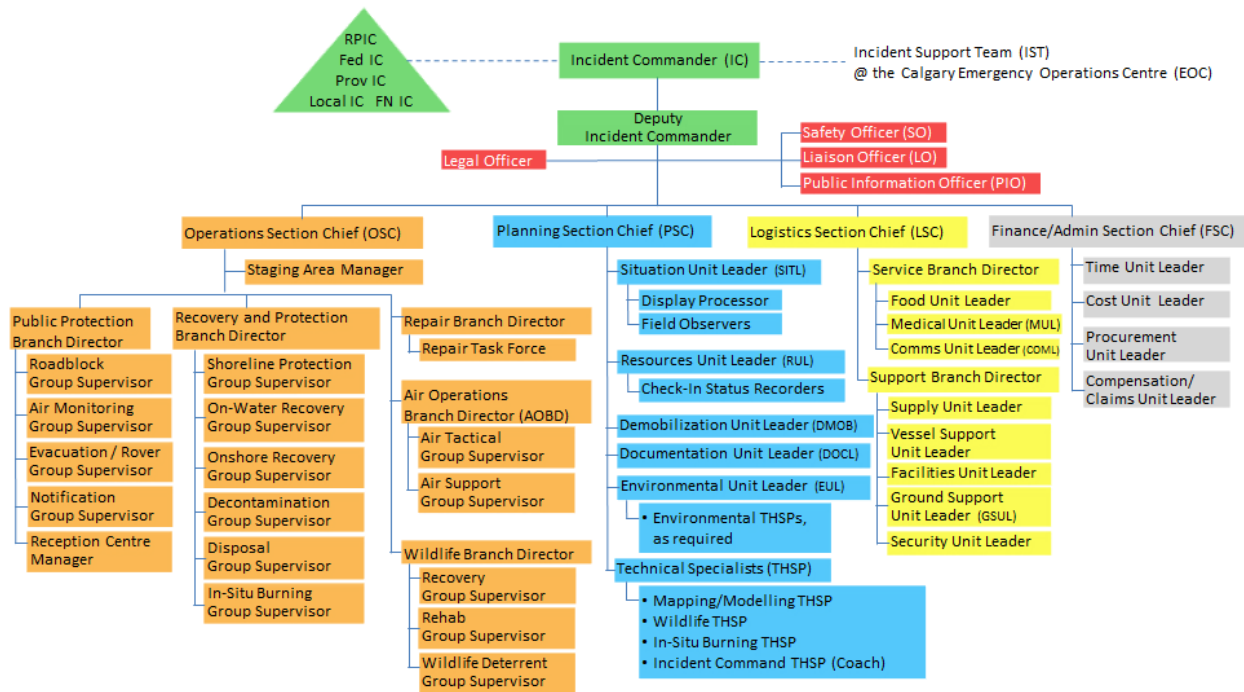 RPIC
Fed IC
Prov IC
Local IC FN IC
Incident Commander (IC)
Incident Support Team (IST)
@ the Calgary Emergency Operations Centre (EOC)
Deputy
Incident Commander
Legal Officer
Safety Officer (SO)
Liaison Officer (LO)
Public Information Officer (PIO)
Operations Section Chief (OSC)
Staging Area Manager
Public Protection
Branch Director
Roadblock
Group Supervisor
Air Monitoring
Group Supervisor
Evacuation / Rover
Group Supervisor
Notification
Group Supervisor
Reception Centre
Manager
Recovery and Protection
Branch Director
Shoreline Protection
Group Supervisor
On-Water Recovery
Group Supervisor
Onshore Recovery
Group Supervisor
Decontamination
Group Supervisor
Disposal
Group Supervisor
In-Situ Burning
Group Supervisor
Repair Branch Director
Repair Task Force
Air Operations
Branch Director (AOBD)
Air Tactical
Group Supervisor
Air Support
Group Supervisor
Wildlife Branch Director
Recovery
Group Supervisor
Rehab
Group Supervisor
Wildlife Deterrent
Group Supervisor
Planning Section Chief (PSC)
Situation Unit Leader (SITL)
Display Processor
Field Observers
Resources Unit Leader (RUL)
Check-In Status Recorders
Demobilization Unit Leader (DMOB)
Documentation Unit Leader (DOCL)
Environmental Unit Leader (EUL)
• Environmental THSPs,
as required
Technical Specialists (THSP)
• Mapping/Modelling THSP
• Wildlife THSP
• In-Situ Burning THSP
• Incident Command THSP (Coach)
Logistics Section Chief (LSC)
Service Branch Director
Food Unit Leader
Medical Unit Leader (MUL)
Comms Unit Leader (COML)
Support Branch Director
Supply Unit Leader
Vessel Support
Unit Leader
Facilities Unit Leader
Ground Support
Unit Leader (GSUL)
Security Unit Leader
Finance/Admin Section Chief (FSC)
Time Unit Leader
Cost Unit Leader
Procurement
Unit Leader
Compensation/
Claims Unit Leader